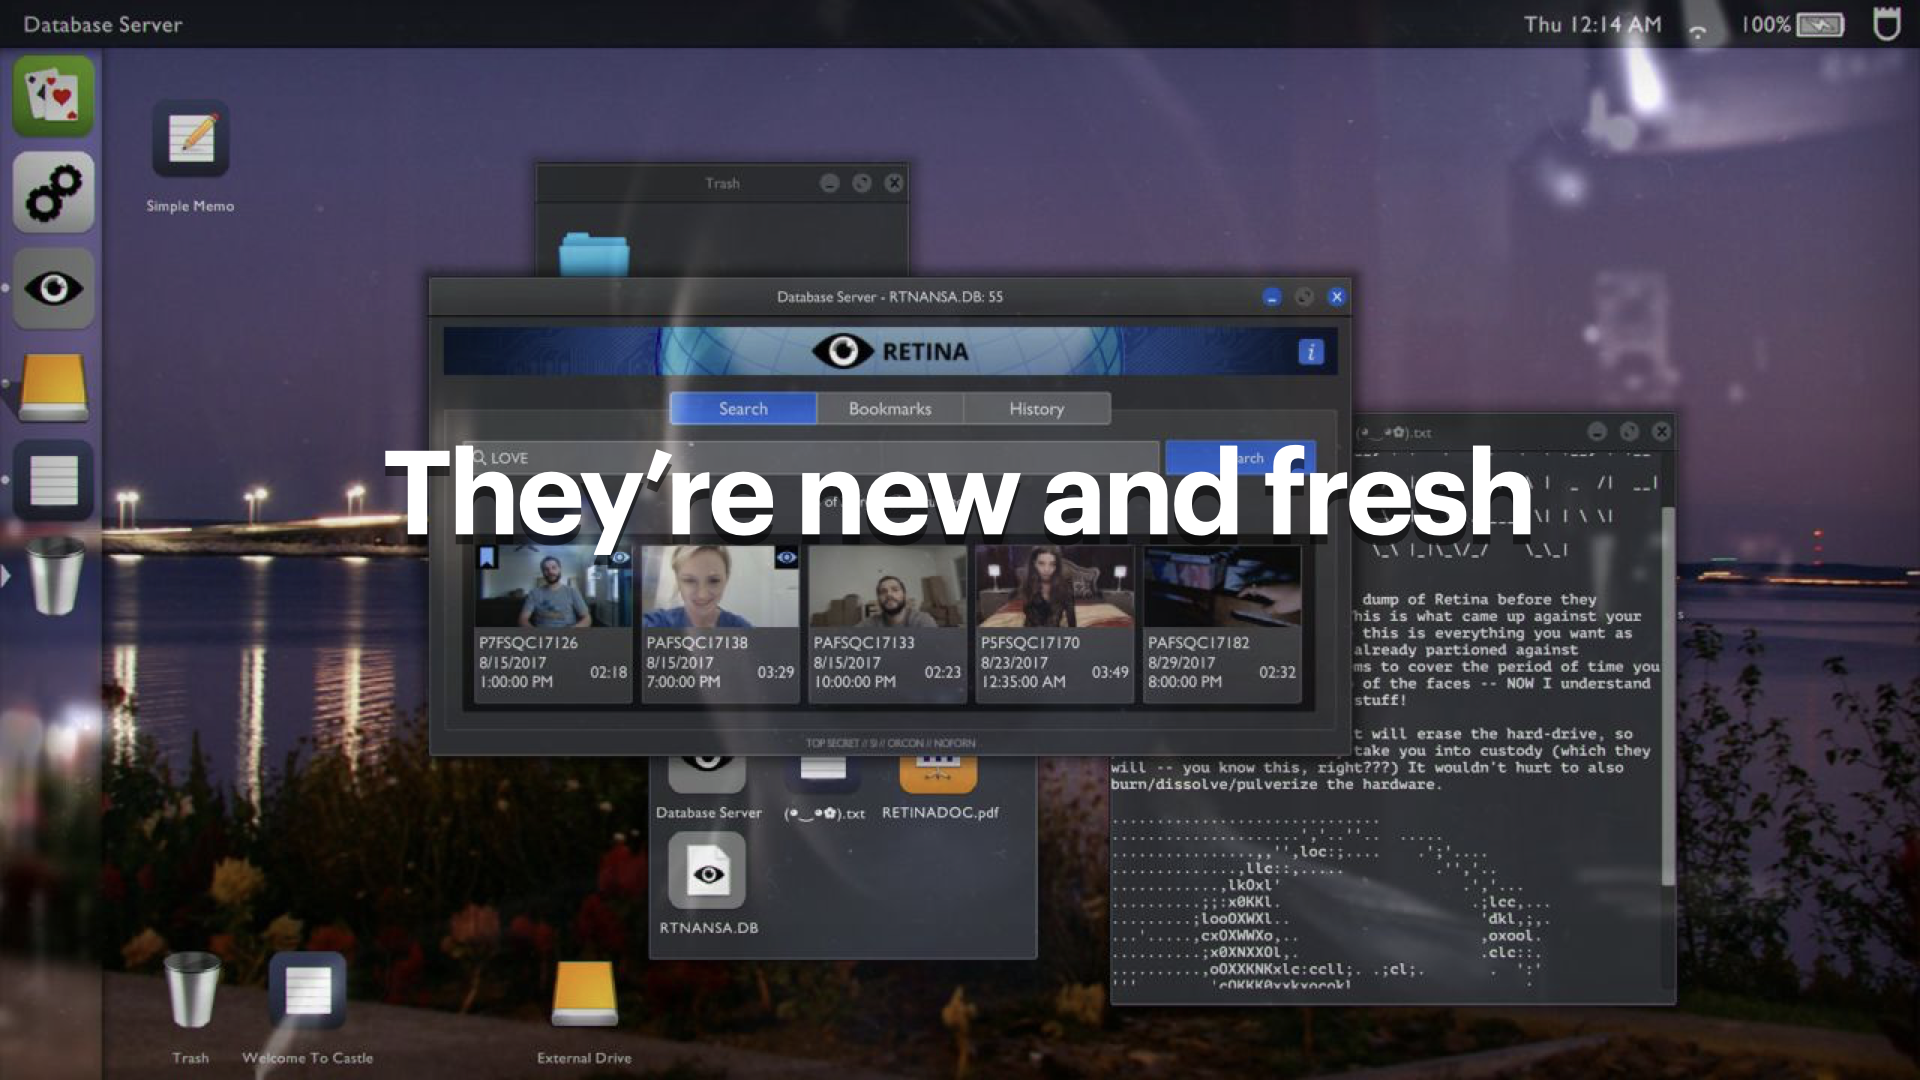 Database Server
Thu 12:14 AM
100%
Simple Memo
Trash
Database Server - RTNANSA.DB: 55
RETINA
i
Search
Bookmarks
History
LOVE
They're new and fresh
P7FSQC17126
8/15/2017
1:00:00 PM
02:18
PAFSQC17138
8/15/2017
7:00:00 PM
03:29
PAFSQC17133
8/15/2017
10:00:00 PM
02:23
PSFSQC17170
8/23/2017
12:35:00 AM
03:49
PAFSQC17182
8/29/2017
8:00:00 PM
02:32
TOP SECRET // SI // ORCON // NOFORN
.txt
dump of Retina before they
his is what came up against your
this is everything you want as
already partioned against
ms to cover the period of time you
of the faces -- NOW I understand
stuff!
t will erase the hard-drive, so
take you into custody (which they
will -- you know this, right???) It wouldn't hurt to also
burn/dissolve/pulverize the hardware.
Database Server
(◕‿◕✿).txt
RETINADOC.pdf
RTNANSA.DB
Trash
Welcome To Castle
External Drive